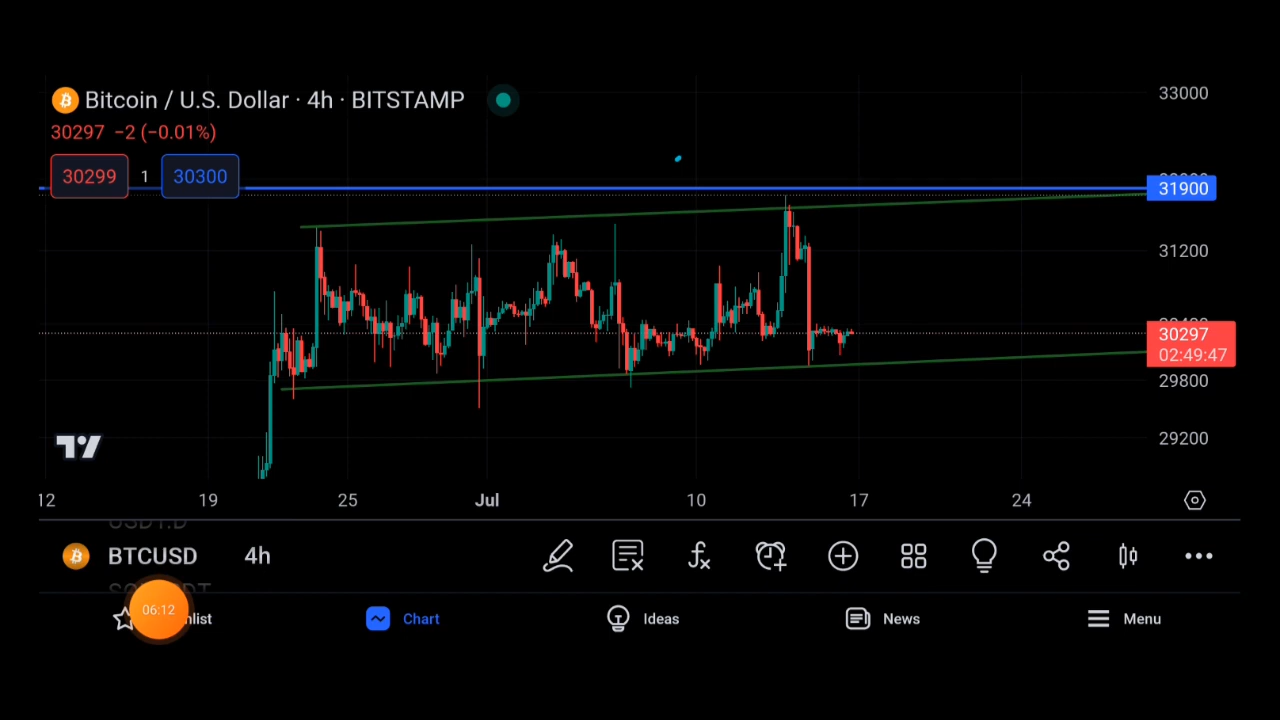 Bitcoin / U.S. Dollar · 4h · BITSTAMP
30297 −2 (−0.01%)
30299 1 30300
33000
31900
31200
30297
02:49:47
29800
29200
12 19 25 Jul 10 17 24
USDT.D
BTCUSD 4h
06:12
Chart Ideas News Menu